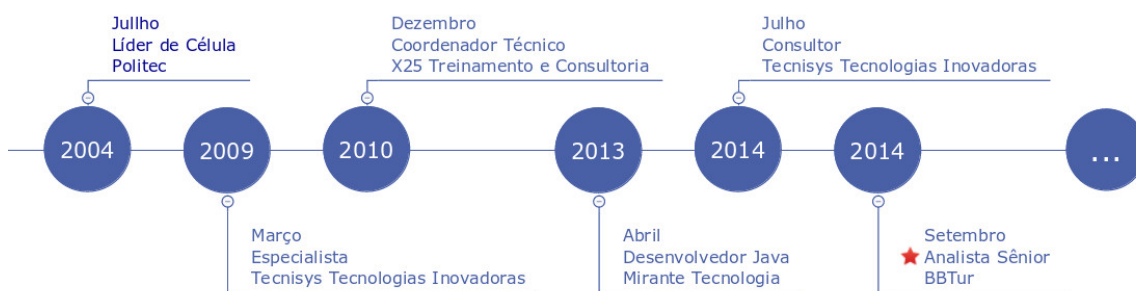 Jullho
Líder de Célula
Politec
Dezembro
Coordenador Técnico
X25 Treinamento e Consultoria
Julho
Consultor
Tecnisys Tecnologias Inovadoras
2004
2009
2010
2013
2014
2014
...
Março
Especialista
Tecnisys Tecnologias Inovadoras
Abril
Desenvolvedor Java
Mirante Tecnologia
Setembro
Analista Sênior
BBTur